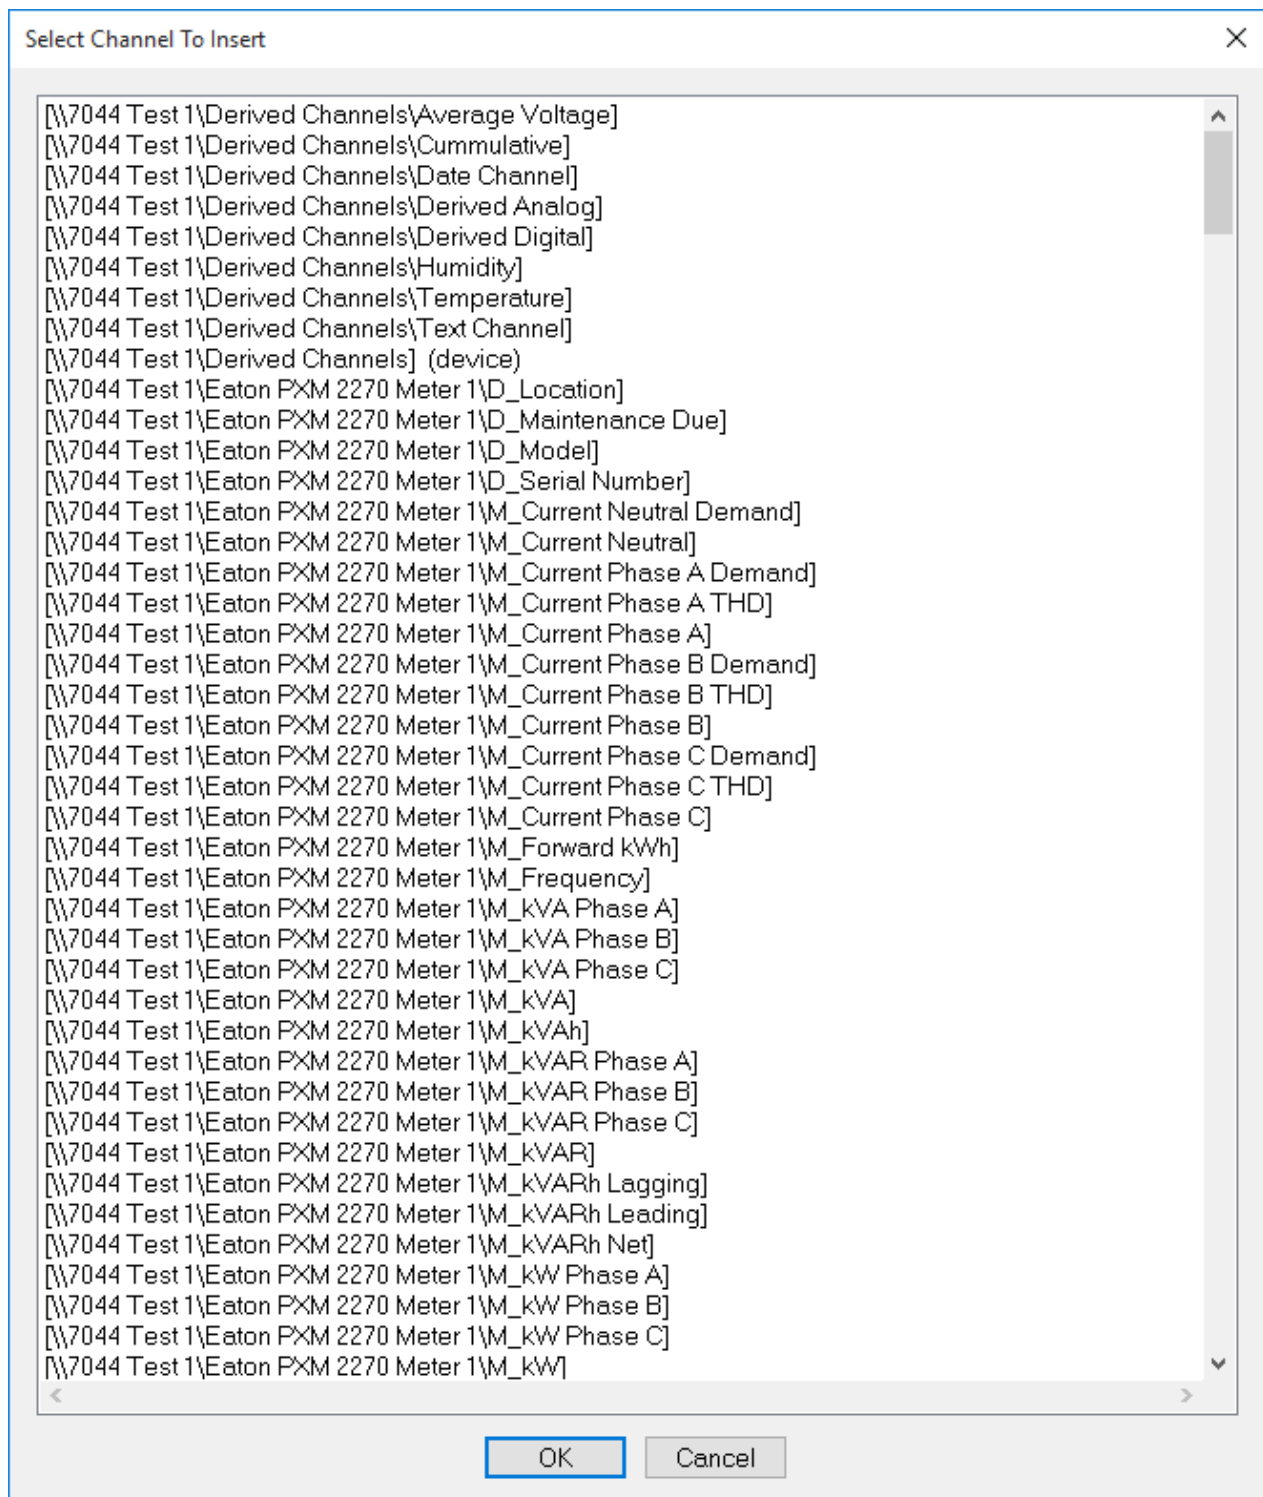 Select Channel To Insert
[\\7044 Test 1\Derived Channels\Average Voltage]
[\\7044 Test 1\Derived Channels\Cummulative]
[\\7044 Test 1\Derived Channels\Date Channel]
[\\7044 Test 1\Derived Channels\Derived Analog]
[\\7044 Test 1\Derived Channels\Derived Digital]
[\\7044 Test 1\Derived Channels\Humidity]
[\\7044 Test 1\Derived Channels\Temperature]
[\\7044 Test 1\Derived Channels\Text Channel]
[\\7044 Test 1\Derived Channels] (device)
[\\7044 Test 1\Eaton PXM 2270 Meter 1\D_Location]
[\\7044 Test 1\Eaton PXM 2270 Meter 1\D_Maintenance Due]
[\\7044 Test 1\Eaton PXM 2270 Meter 1\D_Model]
[\\7044 Test 1\Eaton PXM 2270 Meter 1\D_Serial Number]
[\\7044 Test 1\Eaton PXM 2270 Meter 1\M_Current Neutral Demand]
[\\7044 Test 1\Eaton PXM 2270 Meter 1\M_Current Neutral]
[\\7044 Test 1\Eaton PXM 2270 Meter 1\M_Current Phase A Demand]
[\\7044 Test 1\Eaton PXM 2270 Meter 1\M_Current Phase A THD]
[\\7044 Test 1\Eaton PXM 2270 Meter 1\M_Current Phase A]
[\\7044 Test 1\Eaton PXM 2270 Meter 1\M_Current Phase B Demand]
[\\7044 Test 1\Eaton PXM 2270 Meter 1\M_Current Phase B THD]
[\\7044 Test 1\Eaton PXM 2270 Meter 1\M_Current Phase B]
[\\7044 Test 1\Eaton PXM 2270 Meter 1\M_Current Phase C Demand]
[\\7044 Test 1\Eaton PXM 2270 Meter 1\M_Current Phase C THD]
[\\7044 Test 1\Eaton PXM 2270 Meter 1\M_Current Phase C]
[\\7044 Test 1\Eaton PXM 2270 Meter 1\M_Forward kWh]
[\\7044 Test 1\Eaton PXM 2270 Meter 1\M_Frequency]
[\\7044 Test 1\Eaton PXM 2270 Meter 1\M_kVA Phase A]
[\\7044 Test 1\Eaton PXM 2270 Meter 1\M_kVA Phase B]
[\\7044 Test 1\Eaton PXM 2270 Meter 1\M_kVA Phase C]
[\\7044 Test 1\Eaton PXM 2270 Meter 1\M_kVA]
[\\7044 Test 1\Eaton PXM 2270 Meter 1\M_kVAh]
[\\7044 Test 1\Eaton PXM 2270 Meter 1\M_kVAR Phase A]
[\\7044 Test 1\Eaton PXM 2270 Meter 1\M_kVAR Phase B]
[\\7044 Test 1\Eaton PXM 2270 Meter 1\M_kVAR Phase C]
[\\7044 Test 1\Eaton PXM 2270 Meter 1\M_kVAR]
[\\7044 Test 1\Eaton PXM 2270 Meter 1\M_kVARh Lagging]
[\\7044 Test 1\Eaton PXM 2270 Meter 1\M_kVARh Leading]
[\\7044 Test 1\Eaton PXM 2270 Meter 1\M_kVARh Net]
[\\7044 Test 1\Eaton PXM 2270 Meter 1\M_kW Phase A]
[\\7044 Test 1\Eaton PXM 2270 Meter 1\M_kW Phase B]
[\\7044 Test 1\Eaton PXM 2270 Meter 1\M_kW Phase C]
[\\7044 Test 1\Eaton PXM 2270 Meter 1\M_kW]
OK Cancel